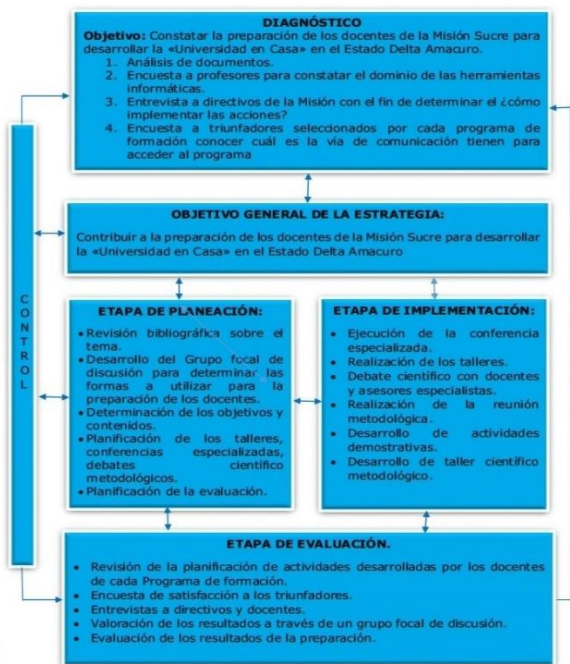 DIAGNÓSTICO
Objetivo: Constatar la preparación de los docentes de la Misión Sucre para
desarrollar la «Universidad en Casa» en el Estado Delta Amacuro.
1. Análisis de documentos.
2. Encuesta a profesores para constatar el dominio de las herramientas
informáticas.
3. Entrevista a directivos de la Misión con el fin de determinar el ¿cómo
implementar las acciones?
4. Encuesta a triunfadores seleccionados por cada programa de
formación conocer cuál es la vía de comunicación tienen para
acceder al programa
OBJETIVO GENERAL DE LA ESTRATEGIA:
Contribuir a la preparación de los docentes de la Misión Sucre para desarrollar
la «Universidad en Casa» en el Estado Delta Amacuro
CONTROL
ETAPA DE PLANEACIÓN:
• Revisión bibliográfica sobre el
tema.
• Desarrollo del Grupo focal de
discusión para determinar las
formas a utilizar para la
preparación de los docentes.
• Determinación de los objetivos y
contenidos.
• Planificación de los talleres,
conferencias especializadas,
debates científico
metodológicos.
• Planificación de la evaluación.
ETAPA DE IMPLEMENTACIÓN:
• Ejecución de la conferencia
especializada.
• Realización de los talleres.
• Debate científico con docentes
y asesores especialistas.
• Realización de la reunión
metodológica.
• Desarrollo de actividades
demostrativas.
• Desarrollo de taller científico
metodológico.
ETAPA DE EVALUACIÓN.
• Revisión de la planificación de actividades desarrolladas por los docentes
de cada Programa de formación.
• Encuesta de satisfacción a los triunfadores.
• Entrevistas a directivos y docentes.
• Valoración de los resultados a través de un grupo focal de discusión.
• Evaluación de los resultados de la preparación.